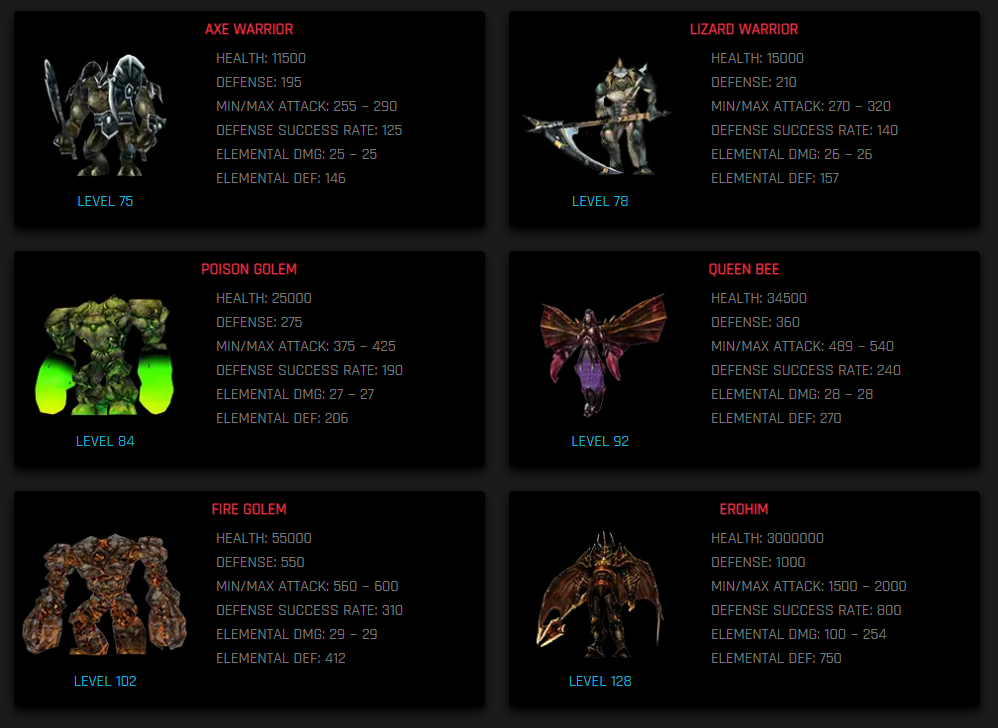 AXE WARRIOR
HEALTH: 11500
DEFENSE: 195
MIN/MAX ATTACK: 255 – 290
DEFENSE SUCCESS RATE: 125
ELEMENTAL DMG: 25 – 25
ELEMENTAL DEF: 146
LEVEL 75
LIZARD WARRIOR
HEALTH: 15000
DEFENSE: 210
MIN/MAX ATTACK: 270 – 320
DEFENSE SUCCESS RATE: 140
ELEMENTAL DMG: 26 – 26
ELEMENTAL DEF: 157
LEVEL 78
POISON GOLEM
HEALTH: 25000
DEFENSE: 275
MIN/MAX ATTACK: 375 – 425
DEFENSE SUCCESS RATE: 190
ELEMENTAL DMG: 27 – 27
ELEMENTAL DEF: 206
LEVEL 84
QUEEN BEE
HEALTH: 34500
DEFENSE: 360
MIN/MAX ATTACK: 489 – 540
DEFENSE SUCCESS RATE: 240
ELEMENTAL DMG: 28 – 28
ELEMENTAL DEF: 270
LEVEL 92
FIRE GOLEM
HEALTH: 55000
DEFENSE: 550
MIN/MAX ATTACK: 560 – 600
DEFENSE SUCCESS RATE: 310
ELEMENTAL DMG: 29 – 29
ELEMENTAL DEF: 412
LEVEL 102
EROHIM
HEALTH: 3000000
DEFENSE: 1000
MIN/MAX ATTACK: 1500 – 2000
DEFENSE SUCCESS RATE: 800
ELEMENTAL DMG: 100 – 254
ELEMENTAL DEF: 750
LEVEL 128